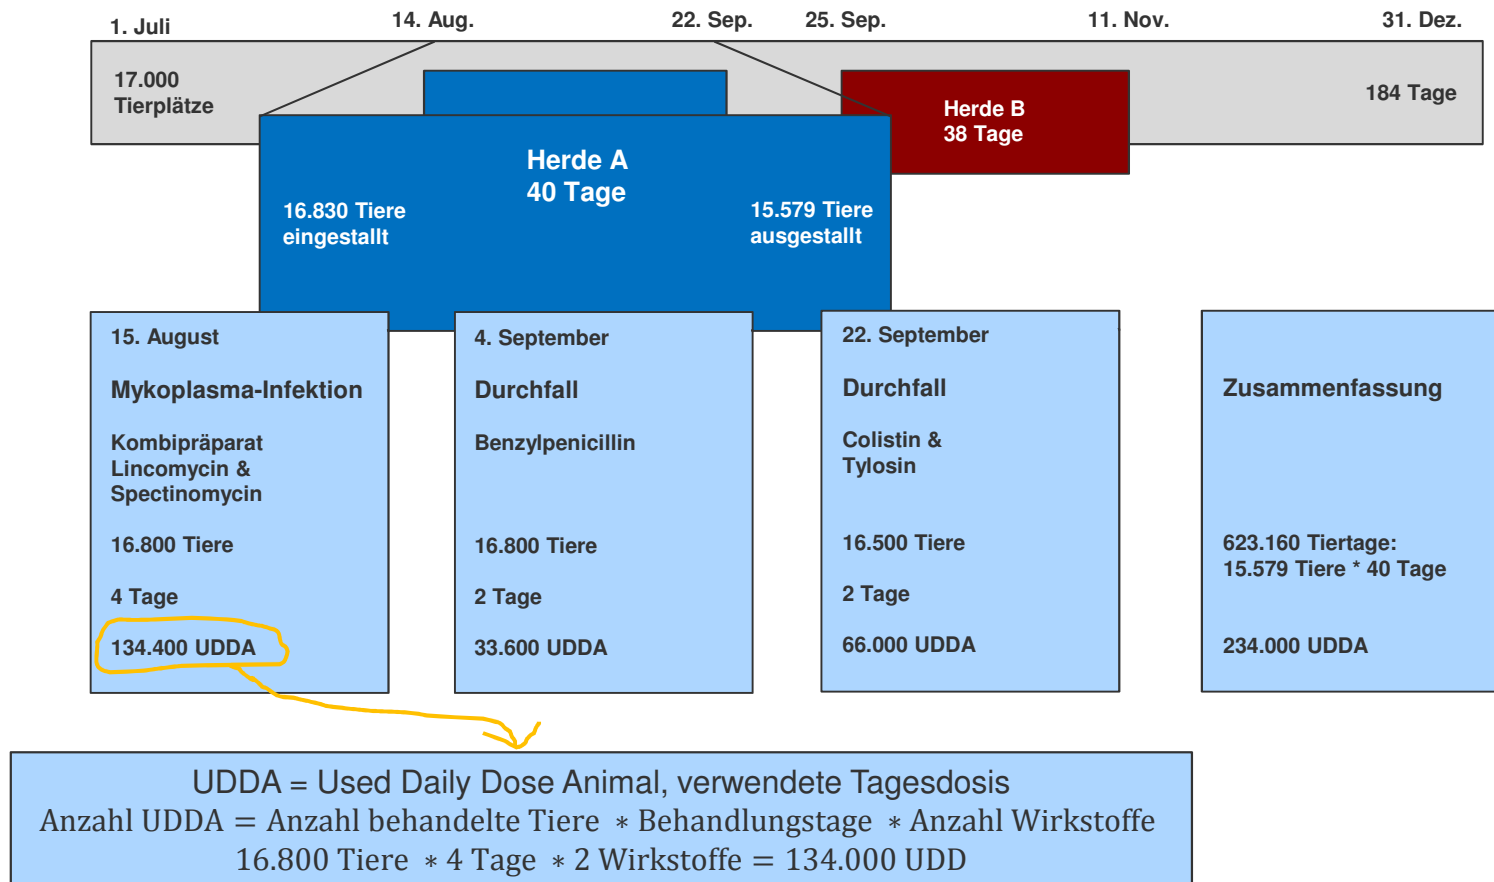 1. Juli
14. Aug.
22. Sep.
25. Sep.
11. Nov.
31. Dez.
17.000
Tierplätze
184 Tage
Herde B
38 Tage
Herde A
40 Tage
16.830 Tiere
eingestallt
15.579 Tiere
ausgestallt
15. August
Mykoplasma-Infektion
Kombipräparat
Lincomycin &
Spectinomycin
16.800 Tiere
4 Tage
134.400 UDDA
4. September
Durchfall
Benzylpenicillin
16.800 Tiere
2 Tage
33.600 UDDA
22. September
Durchfall
Colistin &
Tylosin
16.500 Tiere
2 Tage
66.000 UDDA
Zusammenfassung
623.160 Tiertage:
15.579 Tiere * 40 Tage
234.000 UDDA
UDDA = Used Daily Dose Animal, verwendete Tagesdosis
Anzahl UDDA = Anzahl behandelte Tiere ∗ Behandlungstage ∗ Anzahl Wirkstoffe
16.800 Tiere ∗ 4 Tage ∗ 2 Wirkstoffe = 134.000 UDD